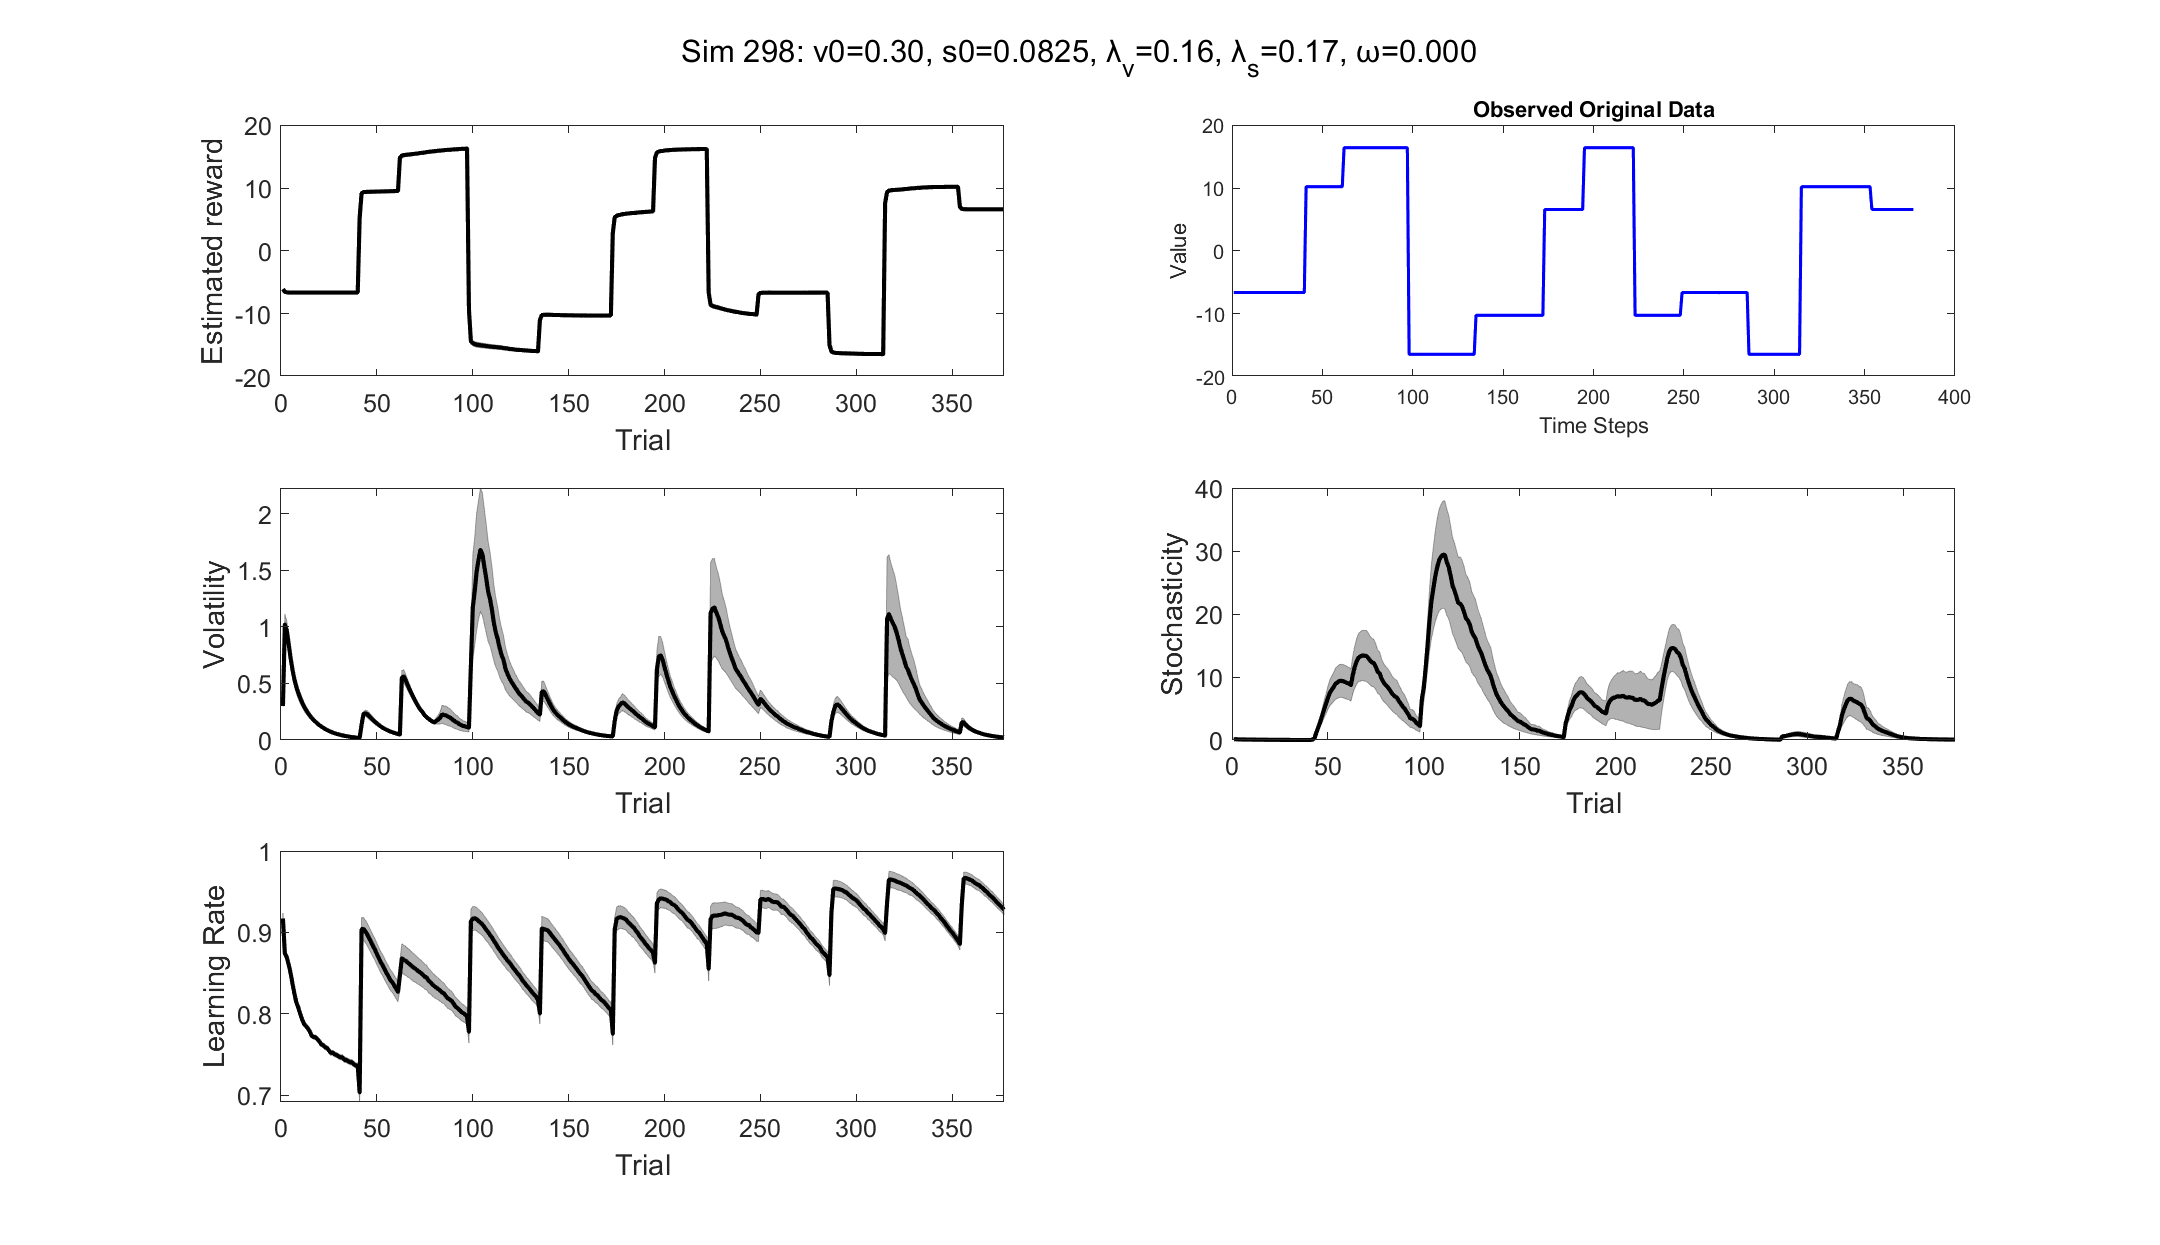 Sim 298: v0=0.30, s0=0.0825, λv=0.16, λs=0.17, ω=0.000
Estimated reward
20
10
0
-10
-20
0 50 100 150 200 250 300 350
Trial
Observed Original Data
Value
20
10
0
-10
-20
0 50 100 150 200 250 300 350 400
Time Steps
Volatility
2
1.5
1
0.5
0
0 50 100 150 200 250 300 350
Trial
Stochasticity
40
30
20
10
0
0 50 100 150 200 250 300 350
Trial
Learning Rate
1
0.9
0.8
0.7
0 50 100 150 200 250 300 350
Trial